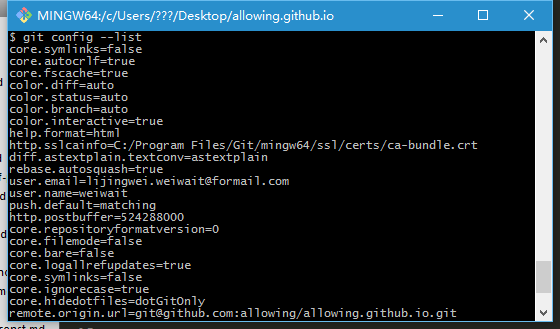 MINGW64:/c/Users/???/Desktop/allowing.github.io
$ git config --list
core.symlinks=false
core.autocrlf=true
core.fscache=true
color.diff=auto
color.status=auto
color.branch=auto
color.interactive=true
help.format=html
http.sslcainfo=C:/Program Files/Git/mingw64/ssl/certs/ca-bundle.crt
diff.astextplain.textconv=astextplain
rebase.autosquash=true
user.email=lijingwei.weiwait@formail.com
user.name=weiwait
push.default=matching
http.postbuffer=524288000
core.repositoryformatversion=0
core.filemode=false
core.bare=false
core.logallrefupdates=true
core.symlinks=false
core.ignorecase=true
core.hidedotfiles=dotGitOnly
remote.origin.url=git@github.com:allowing/allowing.github.io.git